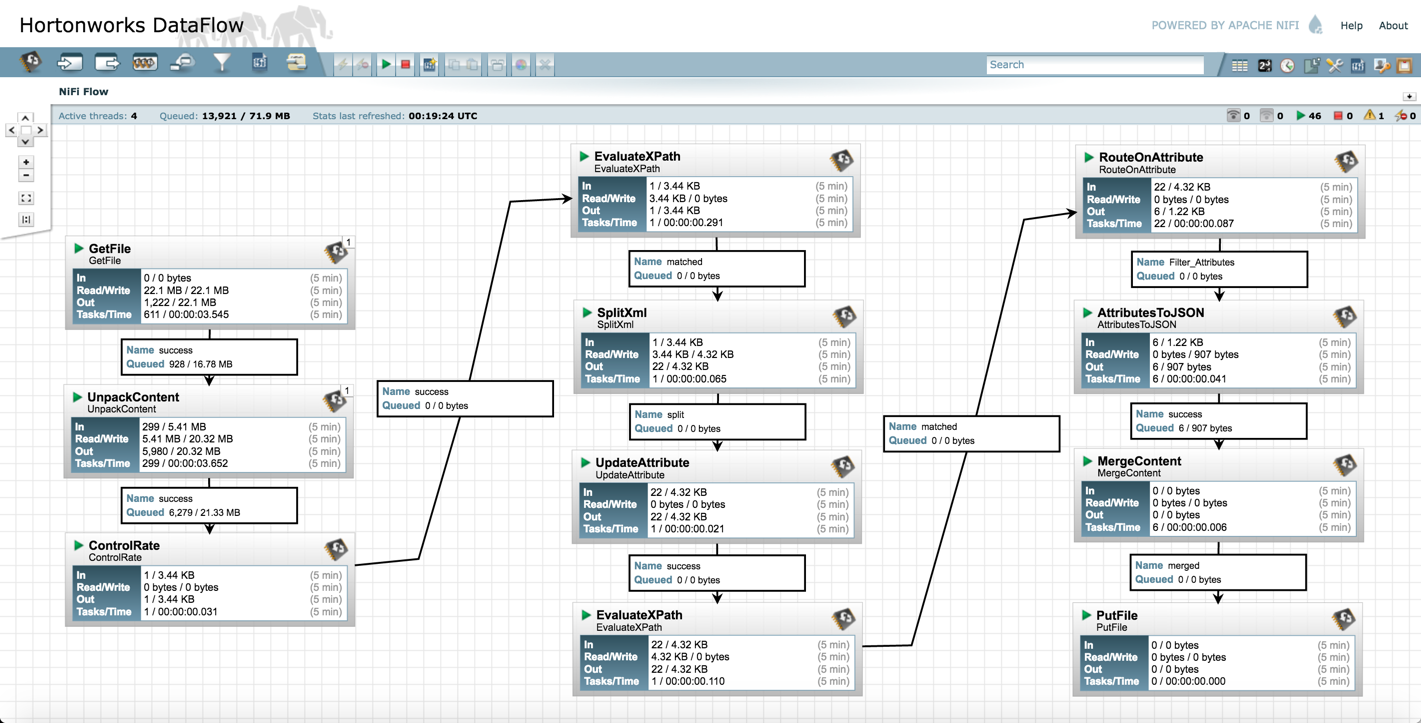 Hortonworks DataFlow
POWERED BY APACHE NIFI Help About
Search
NiFi Flow
Active threads: 4 Queued: 13,921 / 71.9 MB Stats last refreshed: 00:19:24 UTC
0 0 46 0 1 0
GetFile 1
GetFile
In 0 / 0 bytes (5 min)
Read/Write 22.1 MB / 22.1 MB (5 min)
Out 1,222 / 22.1 MB (5 min)
Tasks/Time 611 / 00:00:03.545 (5 min)
Name success
Queued 928 / 16.78 MB
UnpackContent 1
UnpackContent
In 299 / 5.41 MB (5 min)
Read/Write 5.41 MB / 20.32 MB (5 min)
Out 5,980 / 20.32 MB (5 min)
Tasks/Time 299 / 00:00:03.652 (5 min)
Name success
Queued 6,279 / 21.33 MB
ControlRate
ControlRate
In 1 / 3.44 KB (5 min)
Read/Write 0 bytes / 0 bytes (5 min)
Out 1 / 3.44 KB (5 min)
Tasks/Time 1 / 00:00:00.031 (5 min)
Name success
Queued 0 / 0 bytes
EvaluateXPath
EvaluateXPath
In 1 / 3.44 KB (5 min)
Read/Write 3.44 KB / 0 bytes (5 min)
Out 1 / 3.44 KB (5 min)
Tasks/Time 1 / 00:00:00.291 (5 min)
Name matched
Queued 0 / 0 bytes
SplitXml
SplitXml
In 1 / 3.44 KB (5 min)
Read/Write 3.44 KB / 4.32 KB (5 min)
Out 22 / 4.32 KB (5 min)
Tasks/Time 1 / 00:00:00.065 (5 min)
Name split
Queued 0 / 0 bytes
UpdateAttribute
UpdateAttribute
In 22 / 4.32 KB (5 min)
Read/Write 0 bytes / 0 bytes (5 min)
Out 22 / 4.32 KB (5 min)
Tasks/Time 1 / 00:00:00.021 (5 min)
Name success
Queued 0 / 0 bytes
EvaluateXPath
EvaluateXPath
In 22 / 4.32 KB (5 min)
Read/Write 4.32 KB / 0 bytes (5 min)
Out 22 / 4.32 KB (5 min)
Tasks/Time 1 / 00:00:00.110 (5 min)
Name matched
Queued 0 / 0 bytes
RouteOnAttribute
RouteOnAttribute
In 22 / 4.32 KB (5 min)
Read/Write 0 bytes / 0 bytes (5 min)
Out 6 / 1.22 KB (5 min)
Tasks/Time 22 / 00:00:00.087 (5 min)
Name Filter_Attributes
Queued 0 / 0 bytes
AttributesToJSON
AttributesToJSON
In 6 / 1.22 KB (5 min)
Read/Write 0 bytes / 907 bytes (5 min)
Out 6 / 907 bytes (5 min)
Tasks/Time 6 / 00:00:00.041 (5 min)
Name success
Queued 6 / 907 bytes
MergeContent
MergeContent
In 0 / 0 bytes (5 min)
Read/Write 0 bytes / 0 bytes (5 min)
Out 0 / 0 bytes (5 min)
Tasks/Time 6 / 00:00:00.006 (5 min)
Name merged
Queued 0 / 0 bytes
PutFile
PutFile
In 0 / 0 bytes (5 min)
Read/Write 0 bytes / 0 bytes (5 min)
Out 0 / 0 bytes (5 min)
Tasks/Time 0 / 00:00:00.000 (5 min)